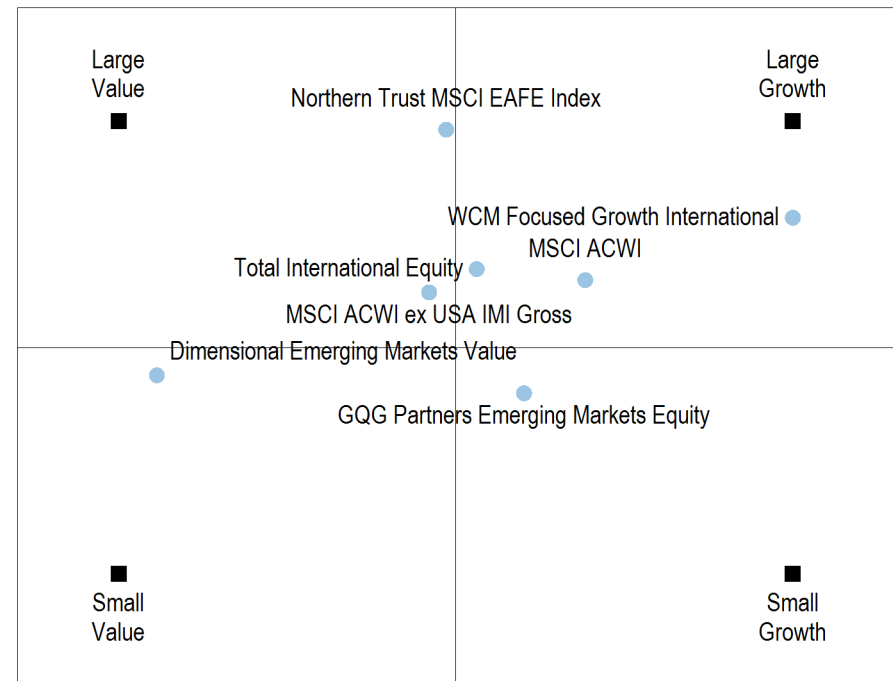 Large
Value
Large
Growth
Northern Trust MSCI EAFE Index
WCM Focused Growth International
MSCI ACWI
Total International Equity
MSCI ACWI ex USA IMI Gross
Dimensional Emerging Markets Value
GQG Partners Emerging Markets Equity
Small
Value
Small
Growth